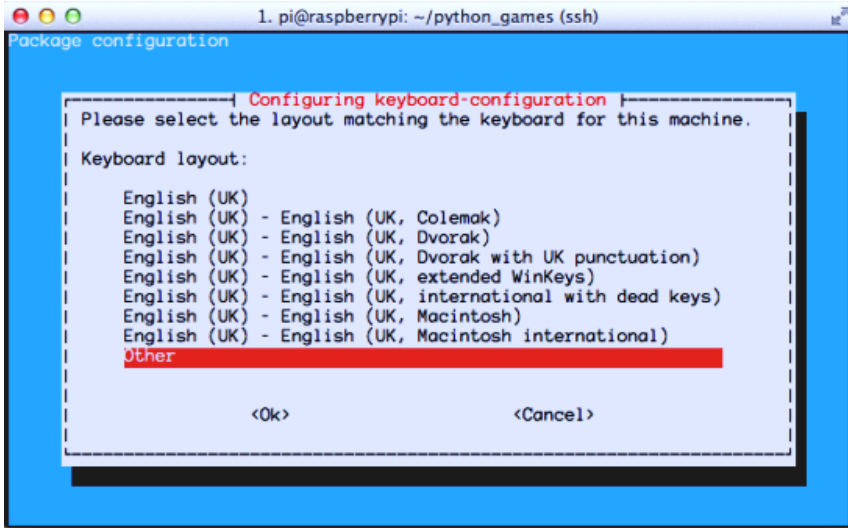 1. pi@raspberrypi: ~/python_games (ssh)
Package configuration
Configuring keyboard-configuration
Please select the layout matching the keyboard for this machine.
Keyboard layout:
English (UK)
English (UK) - English (UK, Colemak)
English (UK) - English (UK, Dvorak)
English (UK) - English (UK, Dvorak with UK punctuation)
English (UK) - English (UK, extended WinKeys)
English (UK) - English (UK, international with dead keys)
English (UK) - English (UK, Macintosh)
English (UK) - English (UK, Macintosh international)
Other
<Ok> <Cancel>